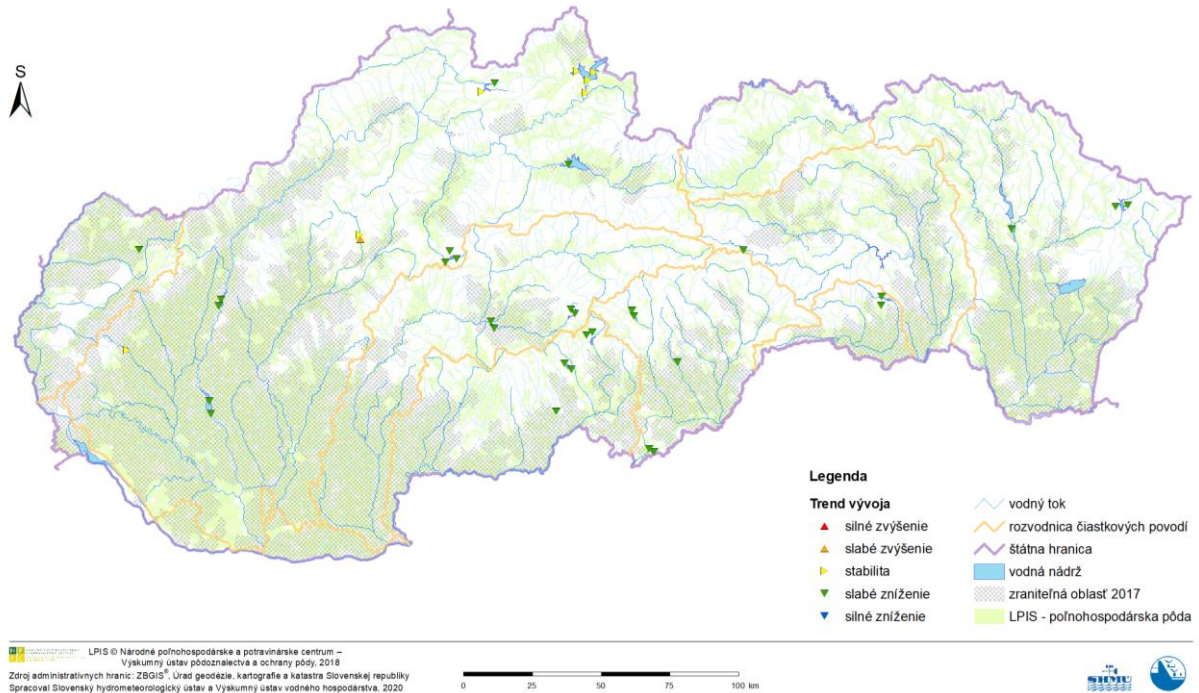 S
Legenda
Trend vývoja
silné zvýšenie
slabé zvýšenie
stabilita
slabé zníženie
silné zníženie
vodný tok
rozvodnica čiastkových povodí
štátna hranica
vodná nádrž
zraniteľná oblasť 2017
LPIS - poľnohospodárska pôda
LPIS © Národné poľnohospodárske a potravinárske centrum –
Výskumný ústav pôdoznalectva a ochrany pôdy, 2018
Zdroj administratívnych hraníc: ZBGIS®, Úrad geodézie, kartografie a katastra Slovenskej republiky
Spracoval Slovenský hydrometeorologický ústav a Výskumný ústav vodného hospodárstva, 2020
0 25 50 75 100 km
SHMÚ